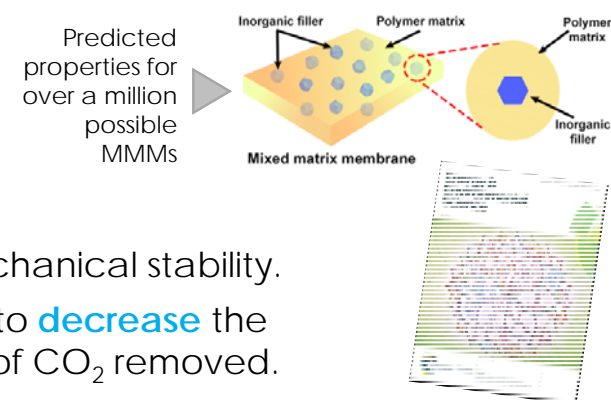 Predicted
properties for
over a million
possible
MMMs
Inorganic filler
Polymer matrix
Mixed matrix membrane
Polymer
matrix
Inorganic
filler
chanical stability.
to decrease the
of CO₂ removed.